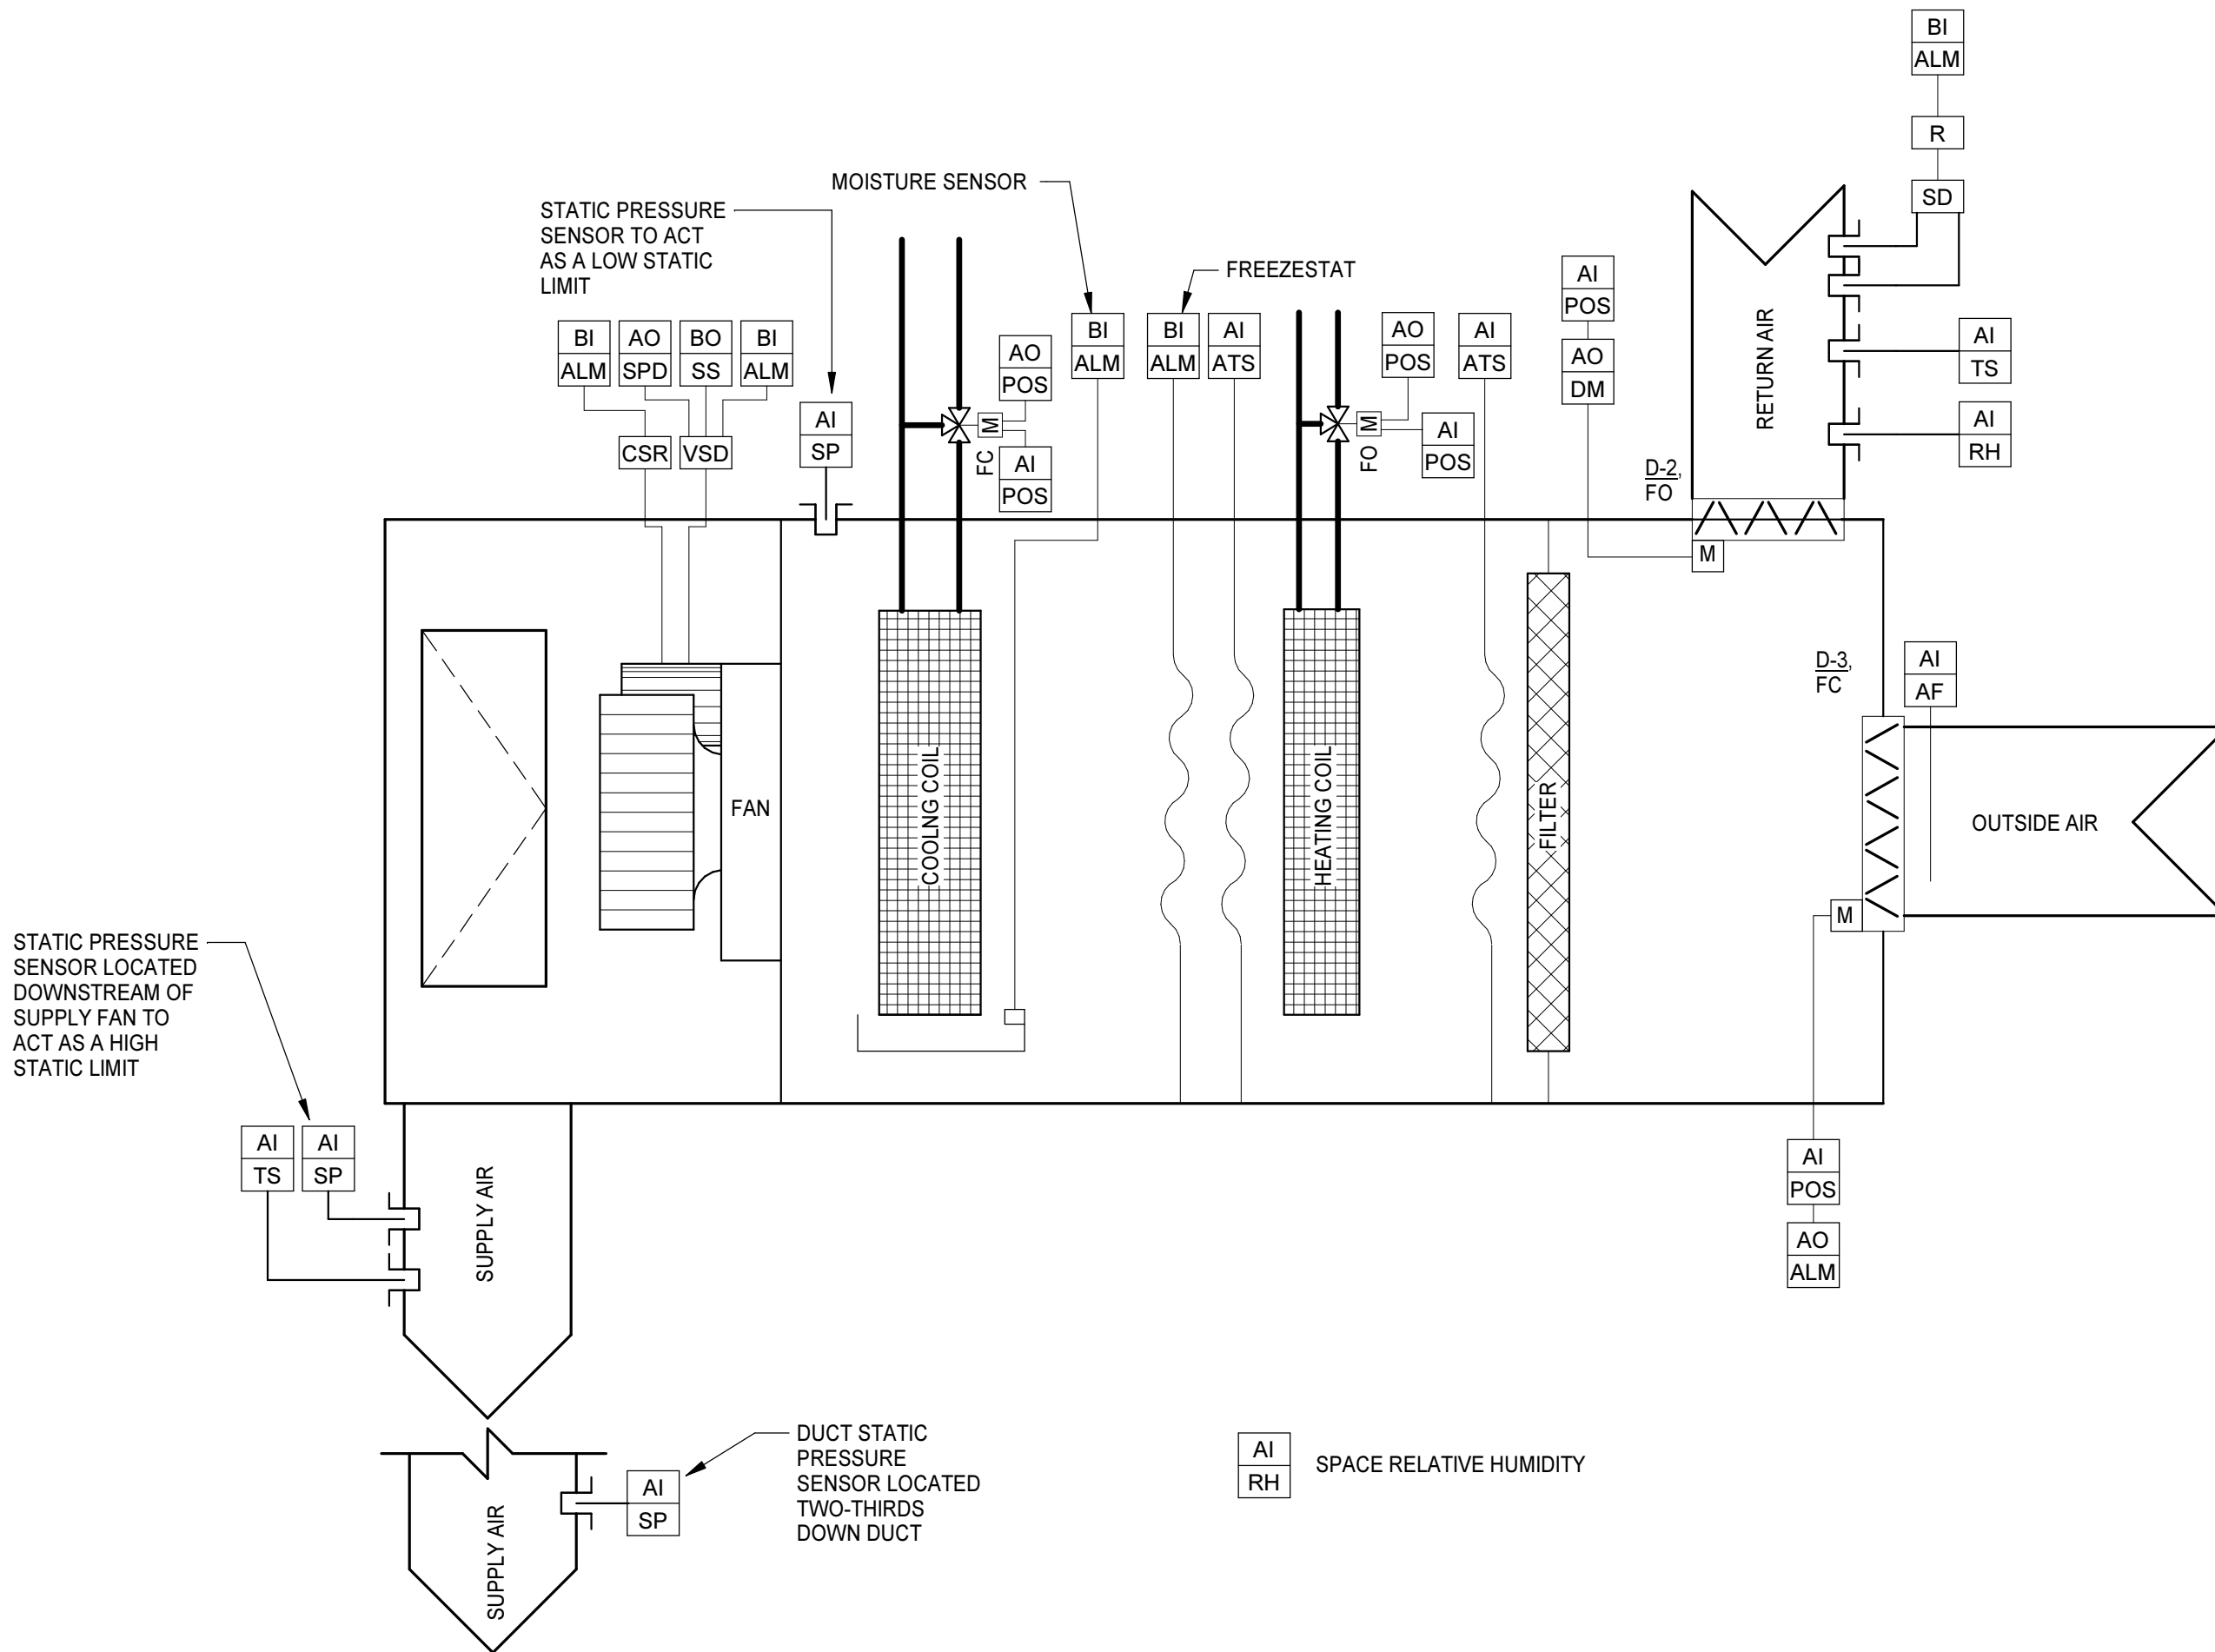 BI
ALM
R
SD
MOISTURE SENSOR
STATIC PRESSURE
SENSOR TO ACT
AS A LOW STATIC
LIMIT
FREEZESTAT
BI
ALM
AO
SPD
BO
SS
BI
ALM
CSR
VSD
AI
SP
AO
POS
M
FC
AI
POS
BI
ALM
BI
ALM
AI
ATS
AO
POS
M
FO
AI
POS
AI
ATS
AI
POS
AO
DM
RETURN AIR
AI
TS
AI
RH
D-2,
FO
M
D-3,
FC
AI
AF
FAN
COOLNG COIL
HEATING COIL
FILTER
OUTSIDE AIR
M
STATIC PRESSURE
SENSOR LOCATED
DOWNSTREAM OF
SUPPLY FAN TO
ACT AS A HIGH
STATIC LIMIT
AI
TS
AI
SP
SUPPLY AIR
AI
POS
AO
ALM
DUCT STATIC
PRESSURE
SENSOR LOCATED
TWO-THIRDS
DOWN DUCT
AI
SP
SUPPLY AIR
AI
RH
SPACE RELATIVE HUMIDITY